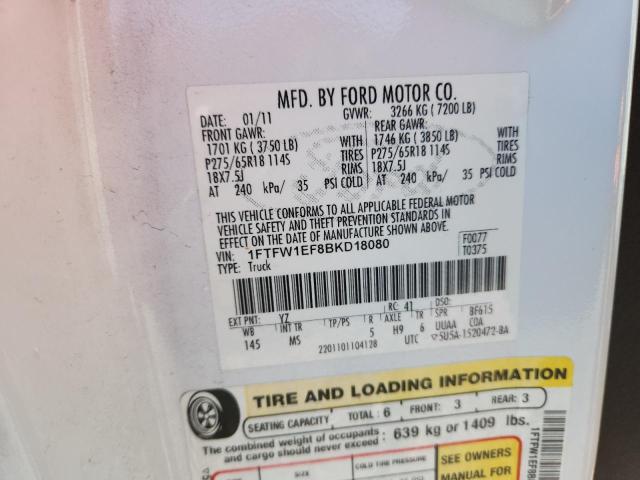 MFD. BY FORD MOTOR CO.
DATE: 01/11 GVWR: 3266 KG (7200 LB)
FRONT GAWR: REAR GAWR:
1701 KG (3750 LB) WITH 1746 KG (3850 LB) WITH
P275/65R18 114S TIRES P275/65R18 114S TIRES
18X7.5J RIMS 18X7.5J RIMS
AT 240 kPa/ 35 PSI COLD AT 240 kPa/ 35 PSI COLD
THIS VEHICLE CONFORMS TO ALL APPLICABLE FEDERAL MOTOR
VEHICLE SAFETY AND THEFT PREVENTION STANDARDS IN
EFFECT ON THE DATE OF MANUFACTURE SHOWN ABOVE.
VIN: 1FTFW1EF8BKD18080 F0077
TYPE: Truck T0375
EXT PNT: YZ RC: 41 DSO:
WB INT TR TP/PS R AXLE TR SPR BF615
145 MS 5 H9 6 UUAA CDA
2201101104128 UTC 5U5A-1520472-BA
TIRE AND LOADING INFORMATION
SEATING CAPACITY TOTAL: 6 FRONT: 3 REAR: 3
The combined weight of occupants and cargo should never exceed: 639 kg or 1409 lbs.
SIZE COLD TIRE PRESSURE SEE OWNERS
MANUAL FOR